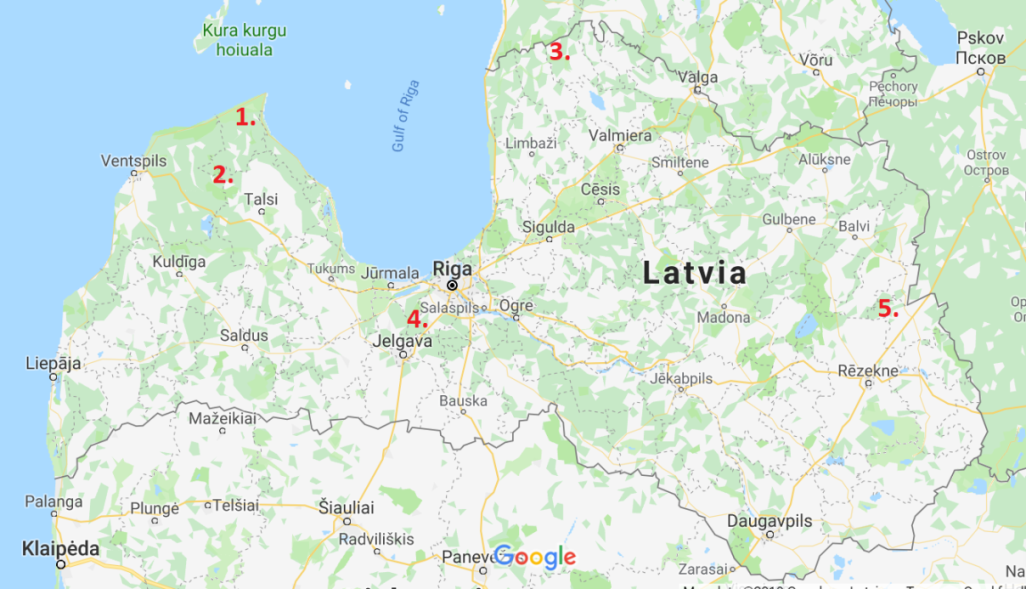 Kura kurgu
hoiuala
Pskov
Псков
3.
Võru
Valga
Pechory
Печоры
Gulf of Riga
1.
Valmiera
Limbaži
Ventspils
Smiltene
Alūksne
Ostrov
Остров
2.
Cēsis
Talsi
Sigulda
Gulbene
Balvi
Kuldīga
Tukums
Jūrmala
Riga
Latvia
Salaspils
Ogre
5.
4.
Madona
Saldus
Jelgava
Liepāja
Rēzekne
Jēkabpils
Bauska
Mažeikiai
Palanga
Plungė
Telšiai
Šiauliai
Daugavpils
Radviliškis
Klaipėda
Google
Zarasai